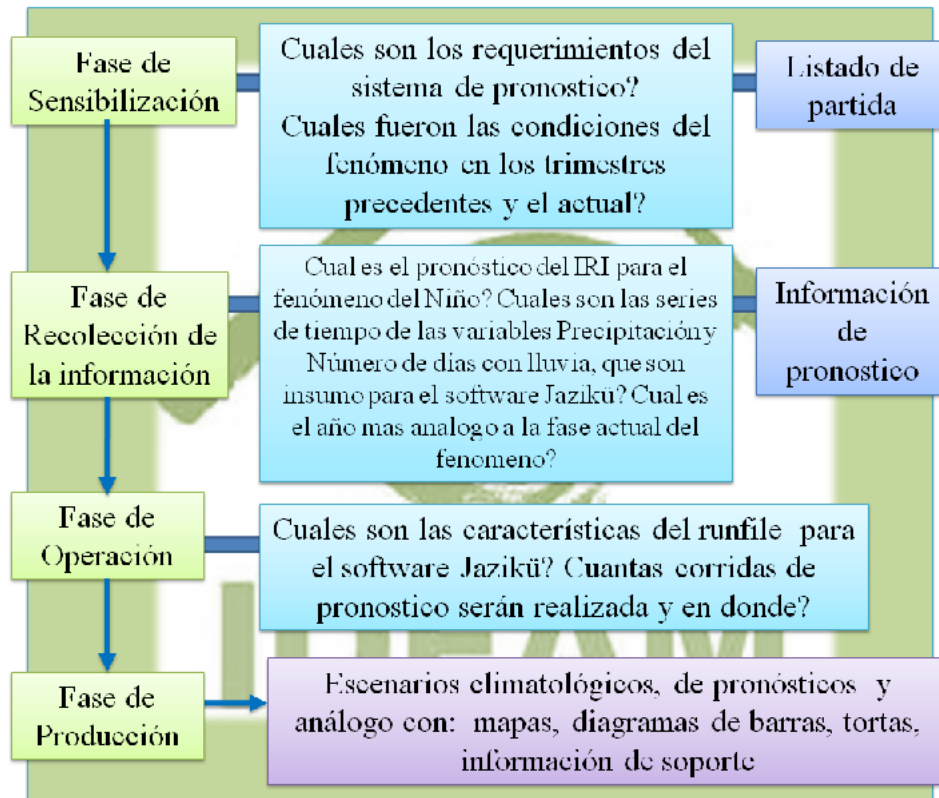 Fase de
Sensibilización
Cuales son los requerimientos del
sistema de pronostico?
Cuales fueron las condiciones del
fenómeno en los trimestres
precedentes y el actual?
Listado de
partida
Fase de
Recolección de
la información
Cual es el pronóstico del IRI para el
fenómeno del Niño? Cuales son las series
de tiempo de las variables Precipitación y
Número de días con lluvia, que son
insumo para el software Jazikü? Cual es
el año mas analogo a la fase actual del
fenomeno?
Información
de
pronostico
Fase de
Operación
Cuales son las características del runfile para
el software Jazikü? Cuantas corridas de
pronostico serán realizada y en donde?
Fase de
Producción
Escenarios climatológicos, de pronósticos y
análogo con: mapas, diagramas de barras, tortas,
información de soporte
IDEAM